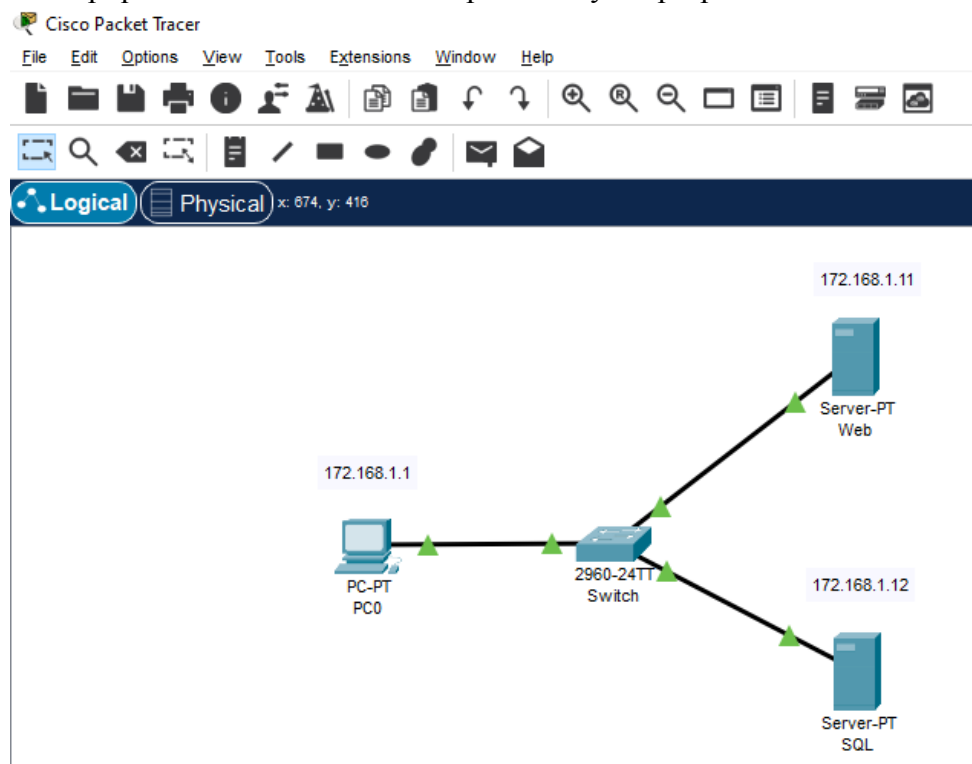 Cisco Packet Tracer
File Edit Options View Tools Extensions Window Help
Logical Physical x: 674, y: 416
172.168.1.11
Server-PT
Web
172.168.1.1
PC-PT
PC0
2960-24TT
Switch
172.168.1.12
Server-PT
SQL